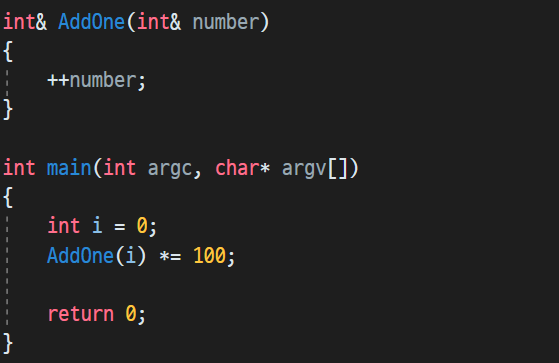 int& AddOne(int& number)
{
    ++number;
}

int main(int argc, char* argv[])
{
    int i = 0;
    AddOne(i) *= 100;

    return 0;
}